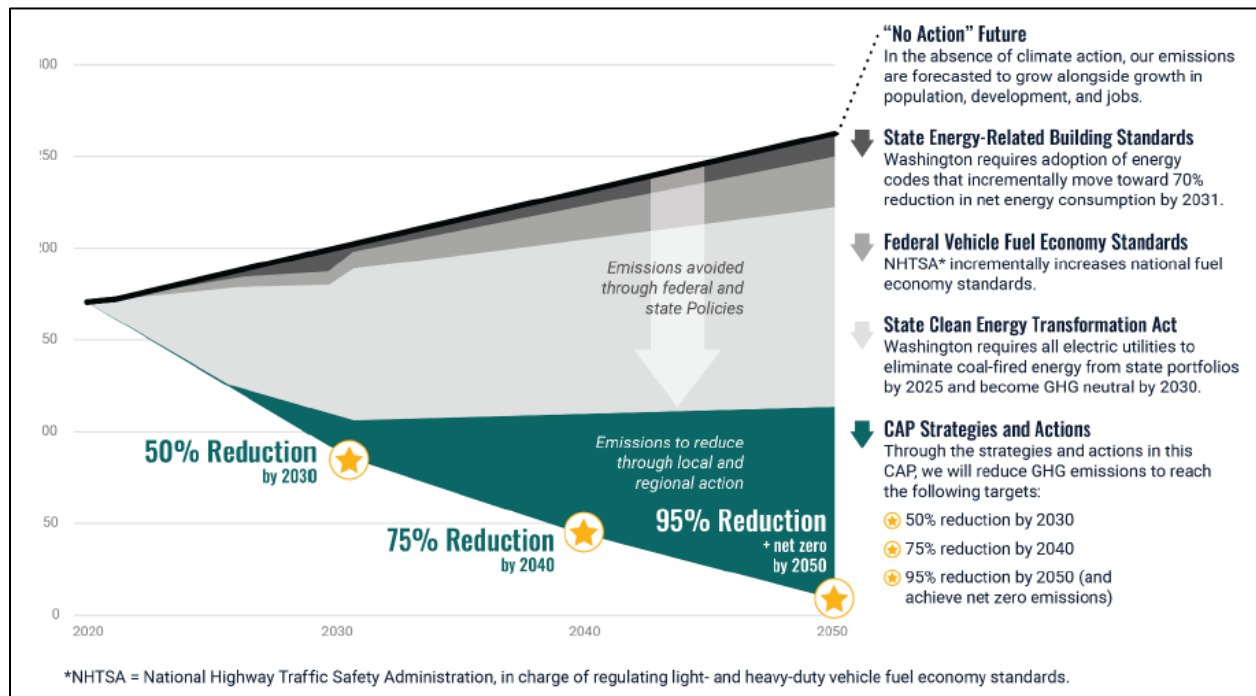 “No Action” Future
In the absence of climate action, our emissions
are forecasted to grow alongside growth in
population, development, and jobs.
State Energy-Related Building Standards
Washington requires adoption of energy
codes that incrementally move toward 70%
reduction in net energy consumption by 2031.
Federal Vehicle Fuel Economy Standards
NHTSA* incrementally increases national fuel
economy standards.
State Clean Energy Transformation Act
Washington requires all electric utilities to
eliminate coal-fired energy from state portfolios
by 2025 and become GHG neutral by 2030.
CAP Strategies and Actions
Through the strategies and actions in this
CAP, we will reduce GHG emissions to reach
the following targets:
50% reduction by 2030
75% reduction by 2040
95% reduction by 2050 (and
achieve net zero emissions)
300
250
200
50
00
50
0
Emissions avoided
through federal and
state Policies
50% Reduction
by 2030
Emissions to reduce
through local and
regional action
75% Reduction
by 2040
95% Reduction
+ net zero
by 2050
2020
2030
2040
2050
*NHTSA = National Highway Traffic Safety Administration, in charge of regulating light- and heavy-duty vehicle fuel economy standards.